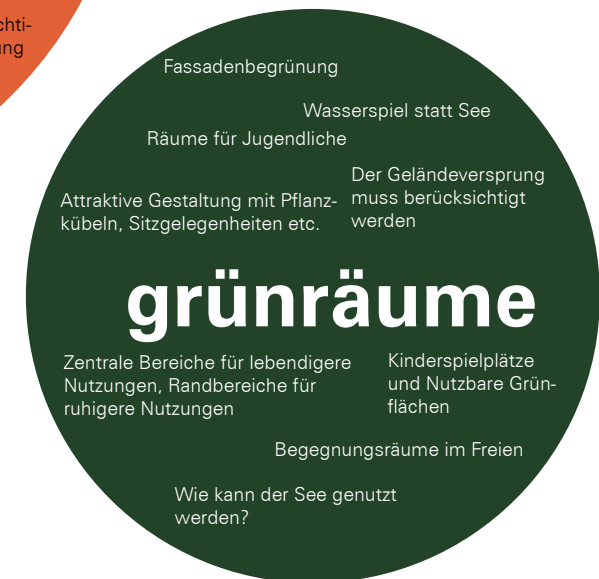 Fassadenbegrünung
Wasserspiel statt See
Räume für Jugendliche
Der Geländeversprung
muss berücksichtigt
werden
Attraktive Gestaltung mit Pflanz-
kübeln, Sitzgelegenheiten etc.
grünräume
Zentrale Bereiche für lebendigere
Nutzungen, Randbereiche für
ruhigere Nutzungen
Kinderspielplätze
und Nutzbare Grün-
flächen
Begegnungsräume im Freien
Wie kann der See genutzt
werden?